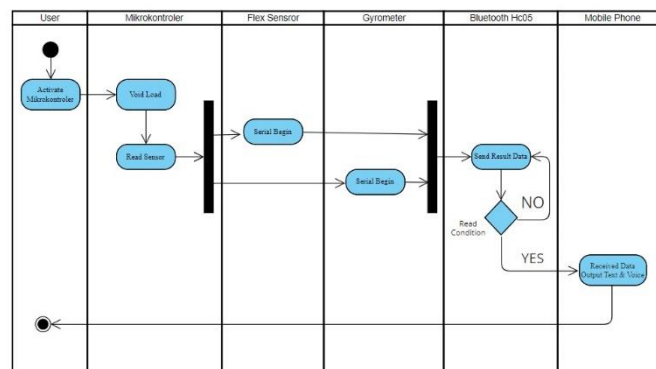 User
Mikrokontroler
Flex Sensror
Gyrometer
Bluetooth Hc05
Mobile Phone
Activate
Mikrokontroler
Void Load
Read Sensor
Serial Begin
Serial Begin
Send Result Data
NO
Read
Condition
YES
Received Data
Output Text & Voice